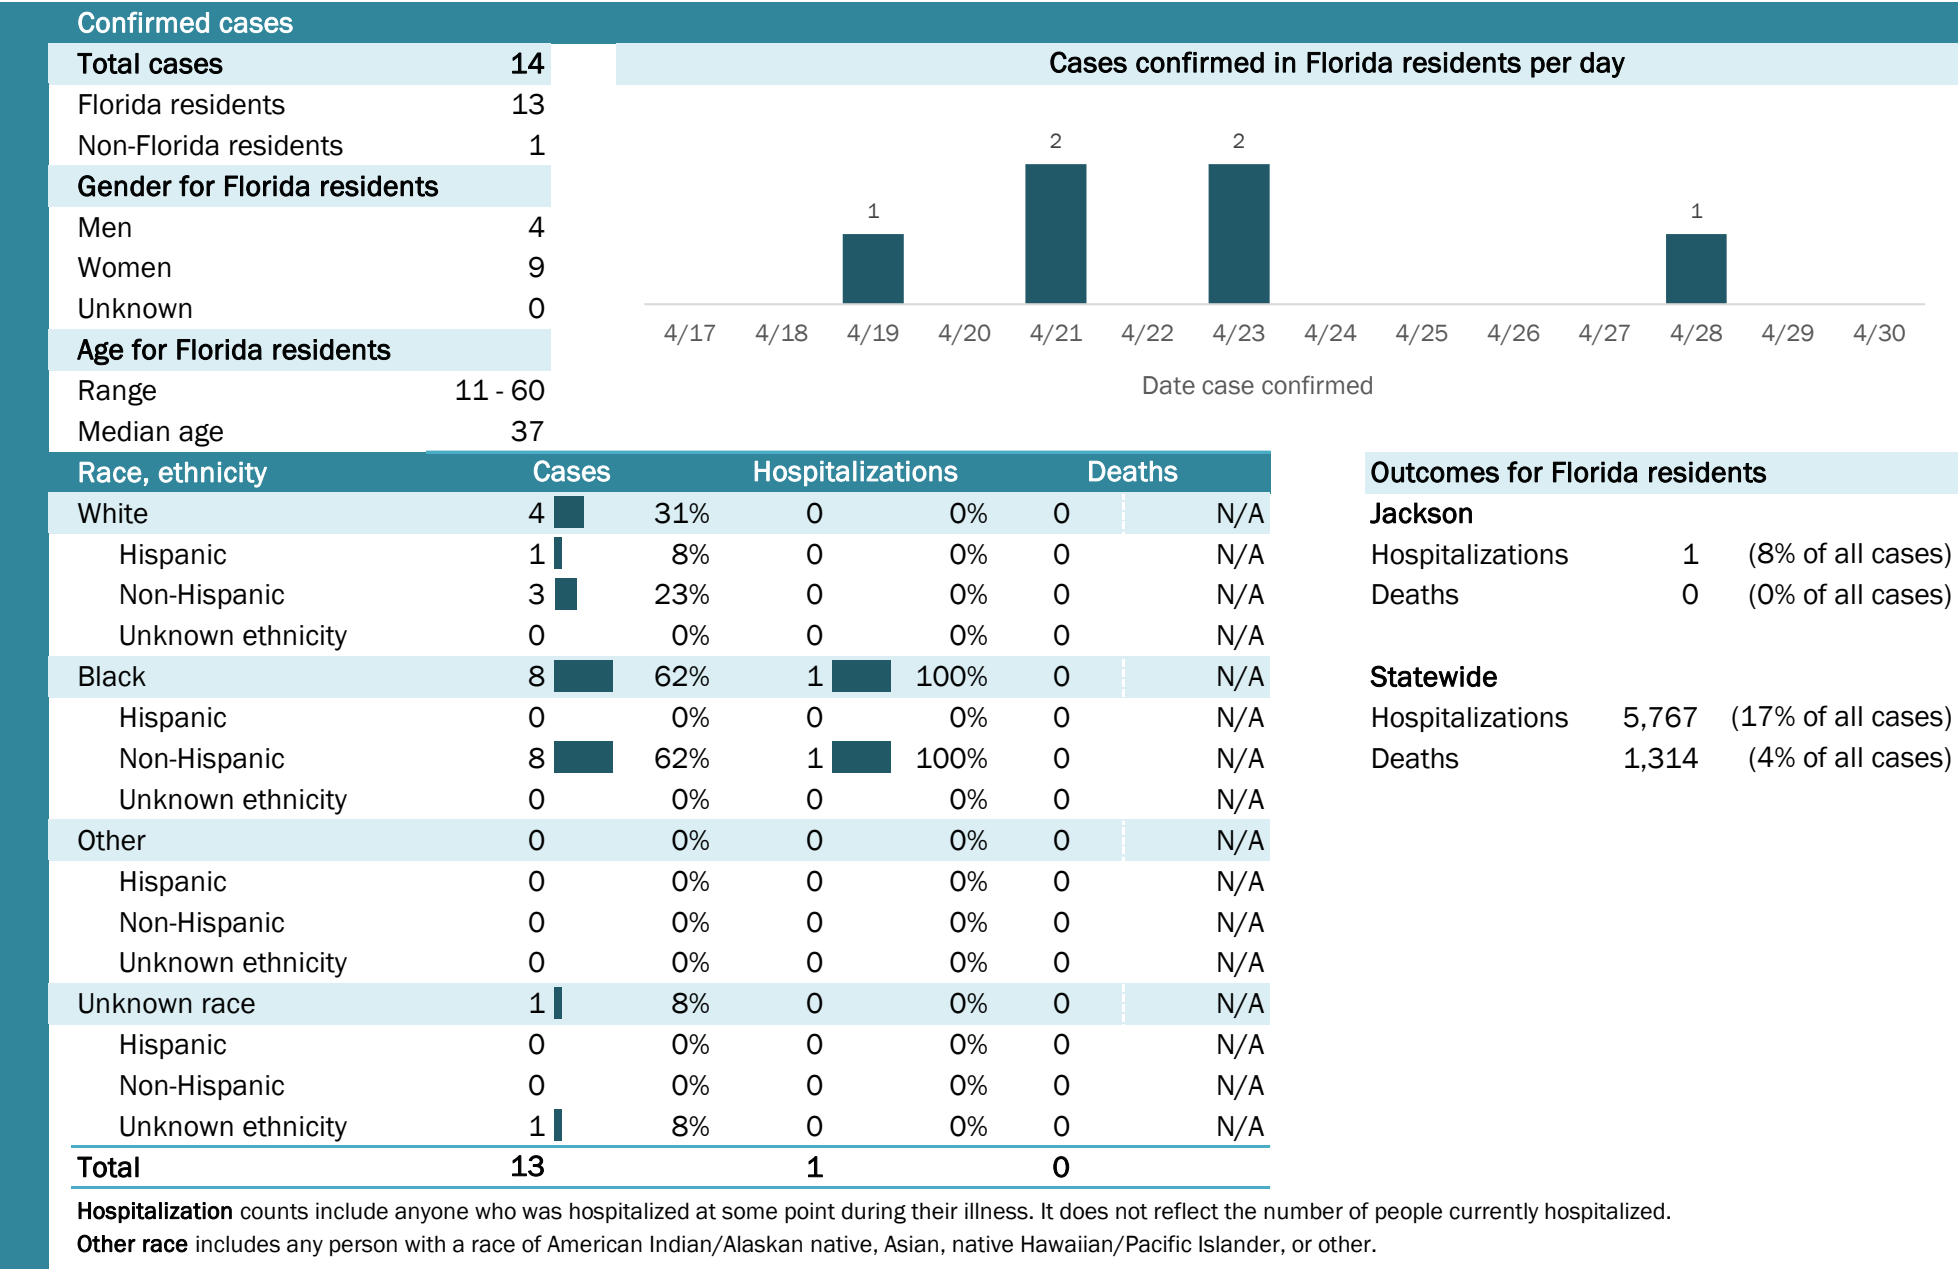 Confirmed cases
Total cases 14
Florida residents 13
Non-Florida residents 1
Gender for Florida residents
Men 4
Women 9
Unknown 0
Age for Florida residents
Range 11 - 60
Median age 37
Cases confirmed in Florida residents per day
2 2
1 1
4/17 4/18 4/19 4/20 4/21 4/22 4/23 4/24 4/25 4/26 4/27 4/28 4/29 4/30
Date case confirmed
Race, ethnicity Cases Hospitalizations Deaths
White 4 31% 0 0% 0 N/A
Hispanic 1 8% 0 0% 0 N/A
Non-Hispanic 3 23% 0 0% 0 N/A
Unknown ethnicity 0 0% 0 0% 0 N/A
Black 8 62% 1 100% 0 N/A
Hispanic 0 0% 0 0% 0 N/A
Non-Hispanic 8 62% 1 100% 0 N/A
Unknown ethnicity 0 0% 0 0% 0 N/A
Other 0 0% 0 0% 0 N/A
Hispanic 0 0% 0 0% 0 N/A
Non-Hispanic 0 0% 0 0% 0 N/A
Unknown ethnicity 0 0% 0 0% 0 N/A
Unknown race 1 8% 0 0% 0 N/A
Hispanic 0 0% 0 0% 0 N/A
Non-Hispanic 0 0% 0 0% 0 N/A
Unknown ethnicity 1 8% 0 0% 0 N/A
Total 13 1 0
Outcomes for Florida residents
Jackson
Hospitalizations 1 (8% of all cases)
Deaths 0 (0% of all cases)
Statewide
Hospitalizations 5,767 (17% of all cases)
Deaths 1,314 (4% of all cases)
Hospitalization counts include anyone who was hospitalized at some point during their illness. It does not reflect the number of people currently hospitalized.
Other race includes any person with a race of American Indian/Alaskan native, Asian, native Hawaiian/Pacific Islander, or other.